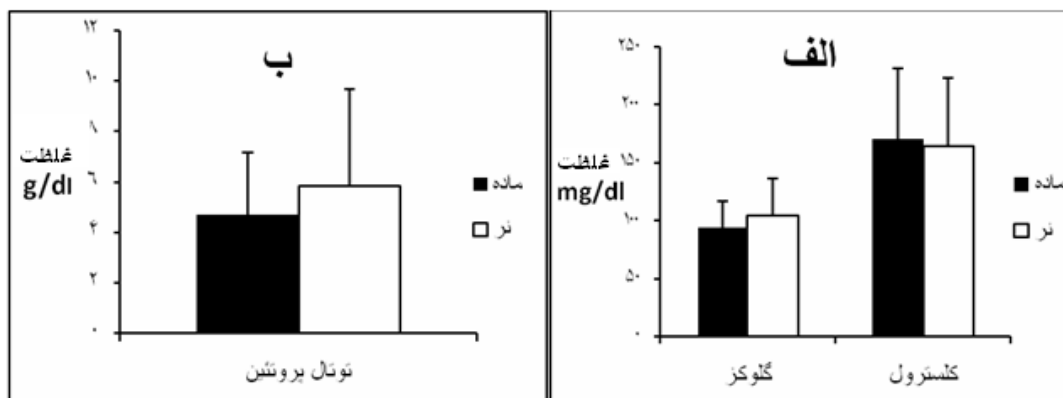 الف
۲۵۰
۲۰۰
۱۵۰
۱۰۰
۵۰
۰
غلظت
mg/dl
ماده
نر
گلوکز کلسترول
ب
۱۲
۱۰
۸
۶
۴
۲
۰
غلظت
g/dl
ماده
نر
توتال پروتئین